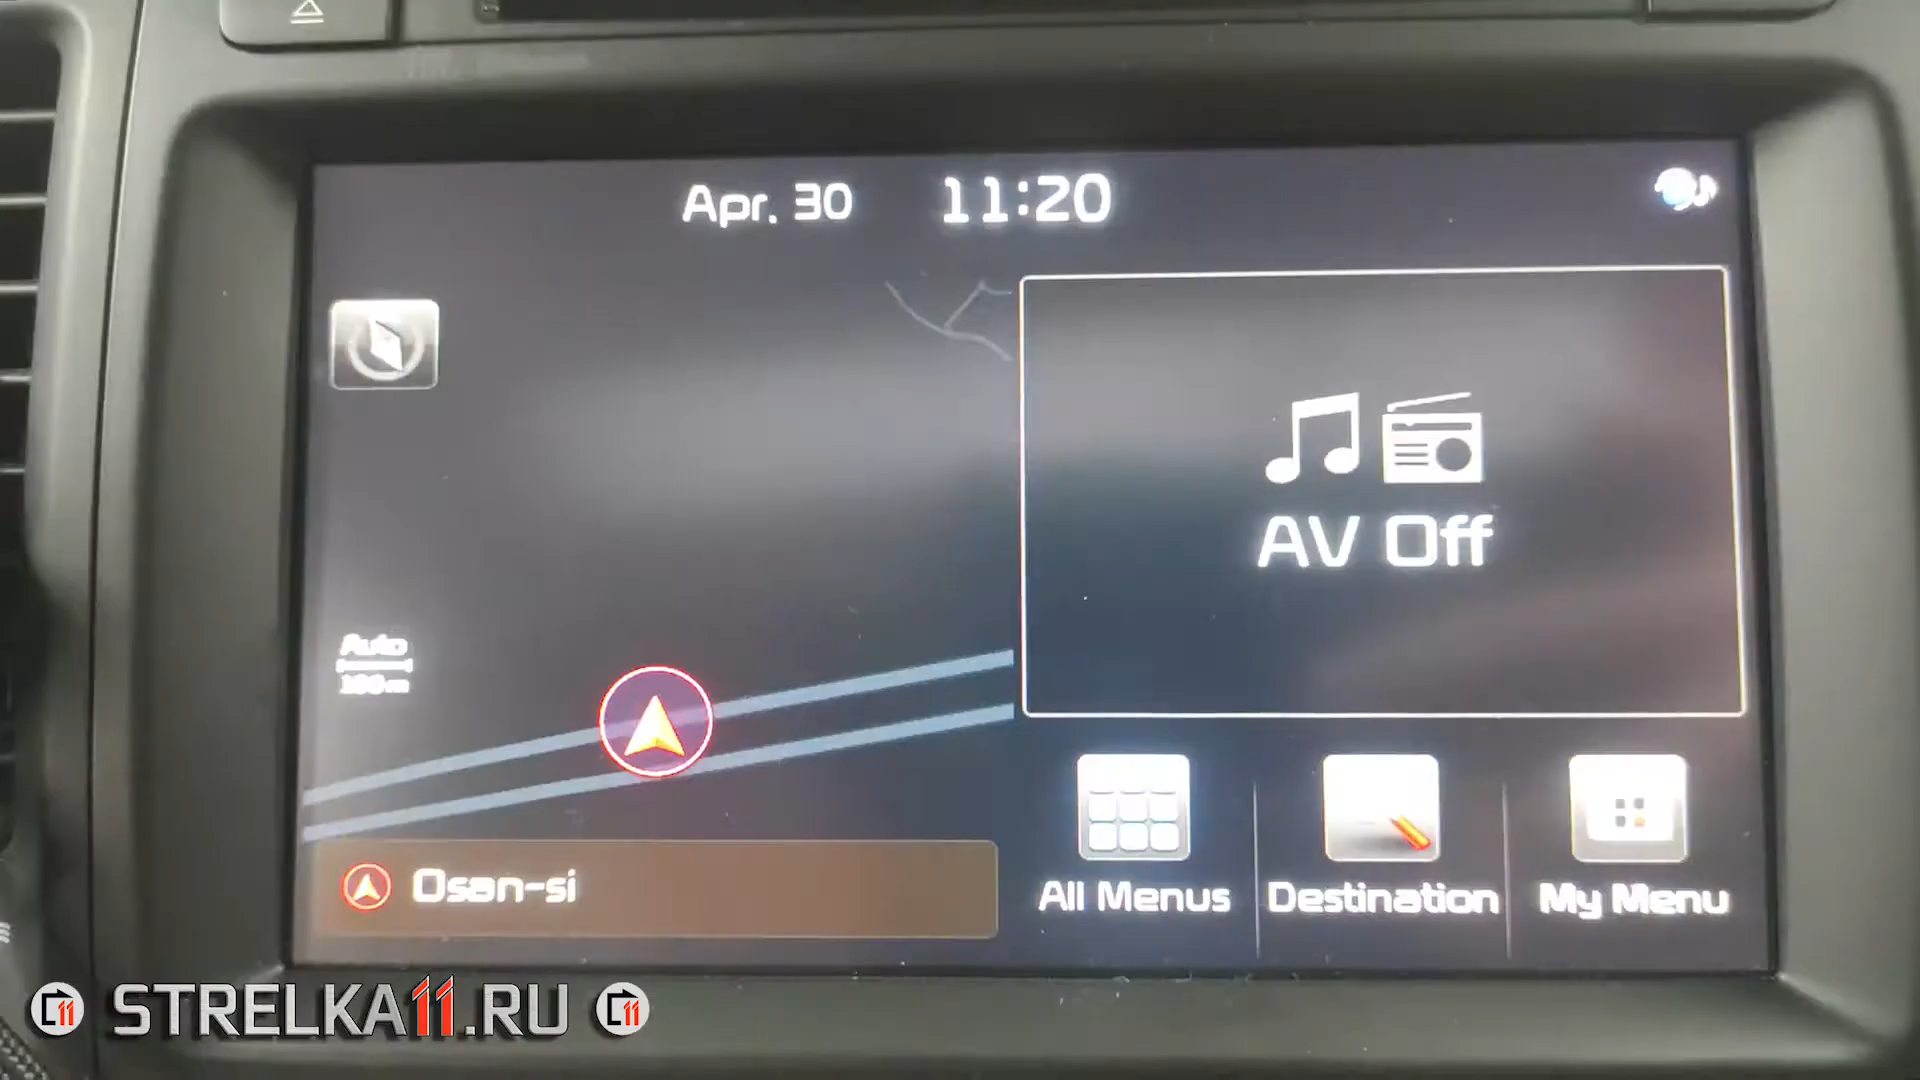 Apr. 30 11:20
AV Off
Auto
100m
Osan-si
All Menus
Destination
My Menu
STRELKA11.RU